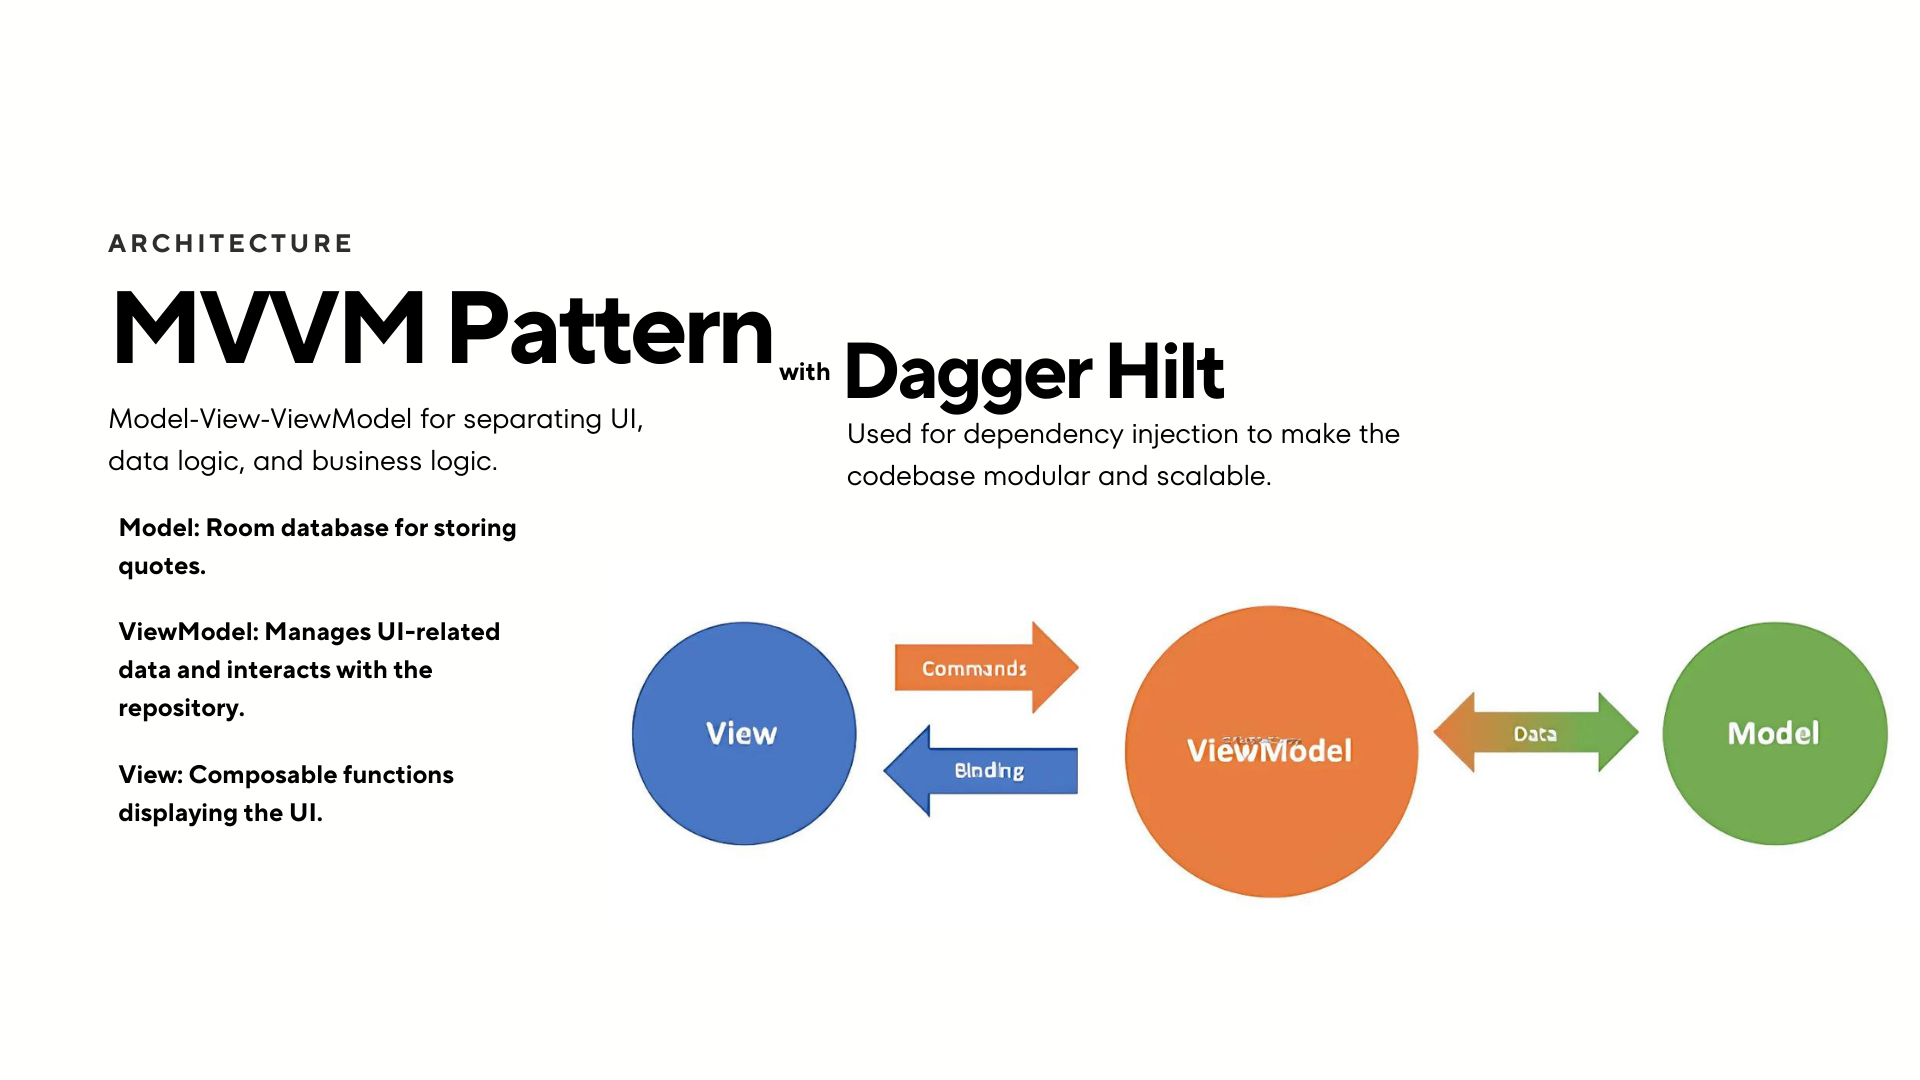 ARCHITECTURE
MVVM Pattern
with
Dagger Hilt
Model-View-ViewModel for separating UI,
data logic, and business logic.
Used for dependency injection to make the
codebase modular and scalable.
Model: Room database for storing
quotes.
ViewModel: Manages UI-related
data and interacts with the
repository.
View: Composable functions
displaying the UI.
View
Commands
Binding
ViewModel
Data
Model